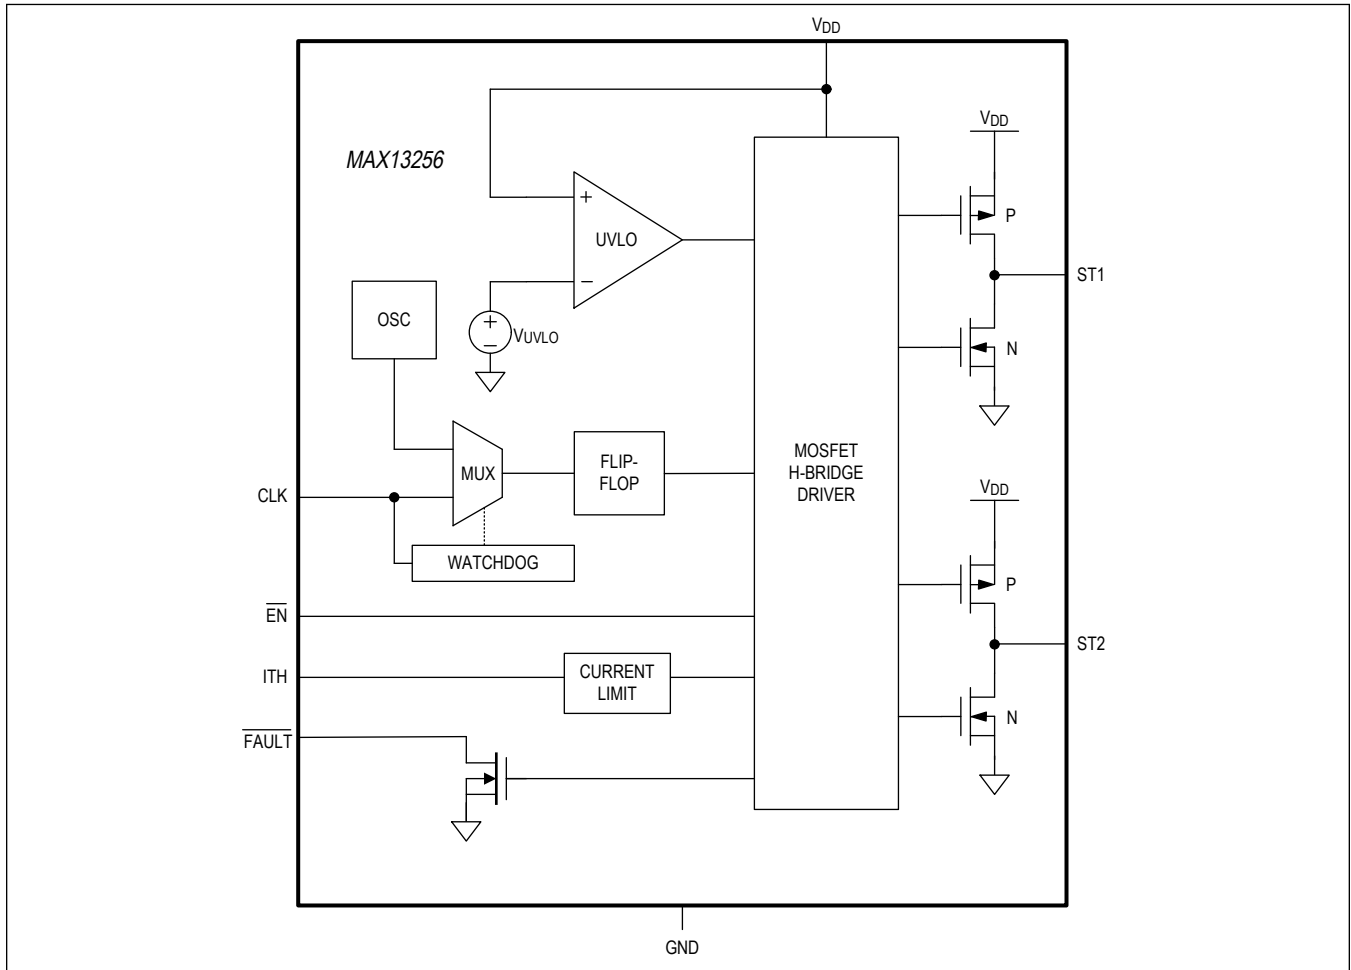 VDD
MAX13256
VDD
+
UVLO
P
−
ST1
OSC
+
−
VUVLO
N
MUX
FLIP-
FLOP
MOSFET
H-BRIDGE
DRIVER
CLK
VDD
WATCHDOG
P
EN
ST2
ITH
CURRENT
LIMIT
N
FAULT
GND